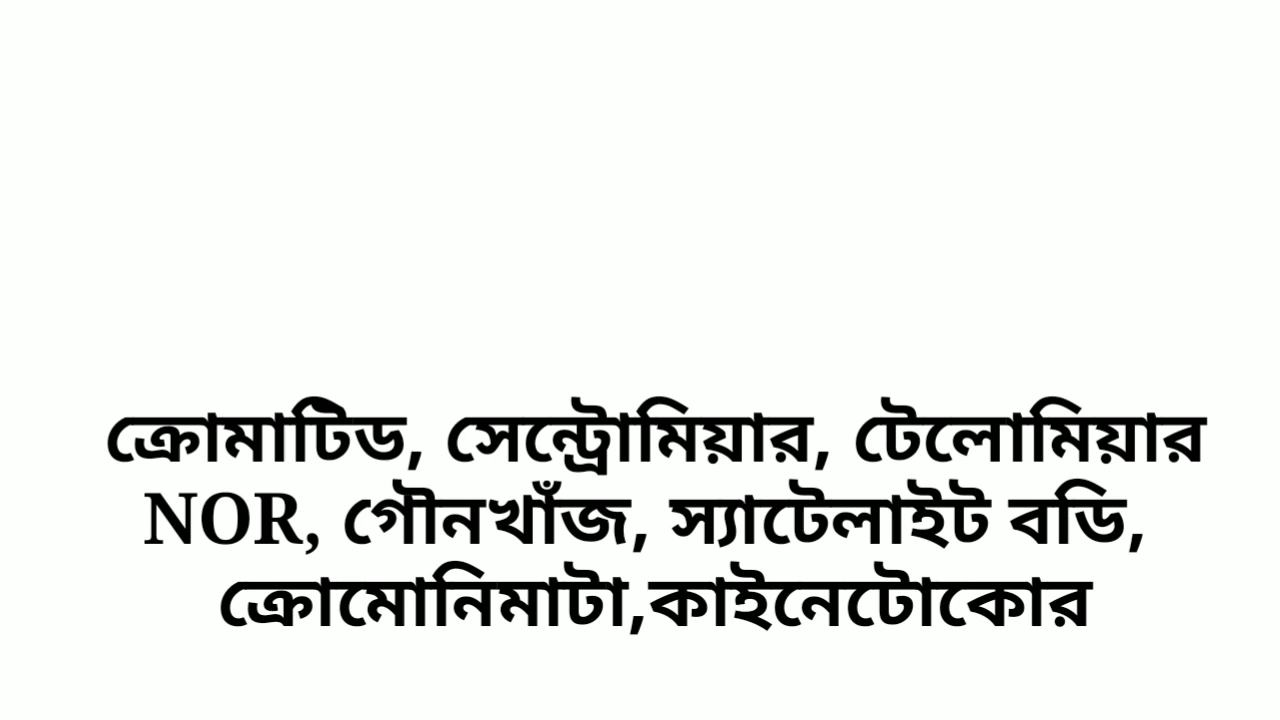 ক্রোমাটিড, সেন্ট্রোমিয়ার, টেলোমিয়ার
NOR, গৌনখাঁজ, স্যাটেলাইট বডি,
ক্রোমোনিমাটা,কাইনেটোকোর